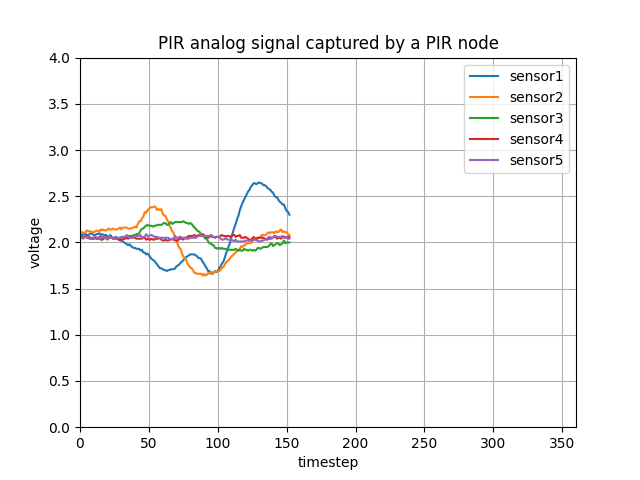 PIR analog signal captured by a PIR node
4.0
3.5
3.0
2.5
2.0
1.5
1.0
0.5
0.0
voltage
sensor1
sensor2
sensor3
sensor4
sensor5
0 50 100 150 200 250 300 350
timestep